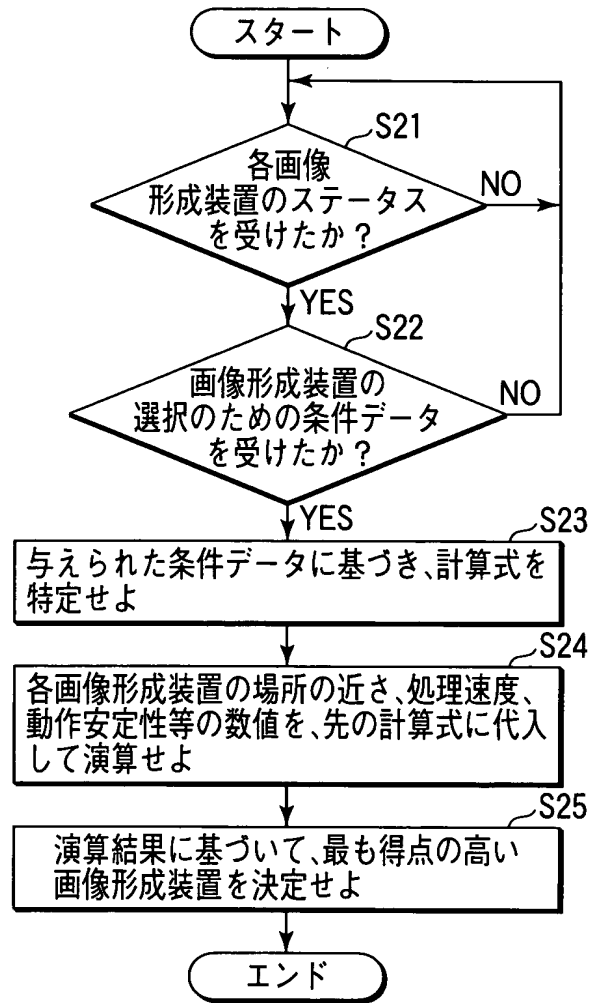 スタート
S21
各画像
形成装置のステータス
を受けたか？
NO
YES
S22
画像形成装置の
選択のための条件データ
を受けたか？
NO
YES
S23
与えられた条件データに基づき、計算式を
特定せよ
S24
各画像形成装置の場所の近さ、処理速度、
動作安定性等の数値を、先の計算式に代入
して演算せよ
S25
演算結果に基づいて、最も得点の高い
画像形成装置を決定せよ
エンド